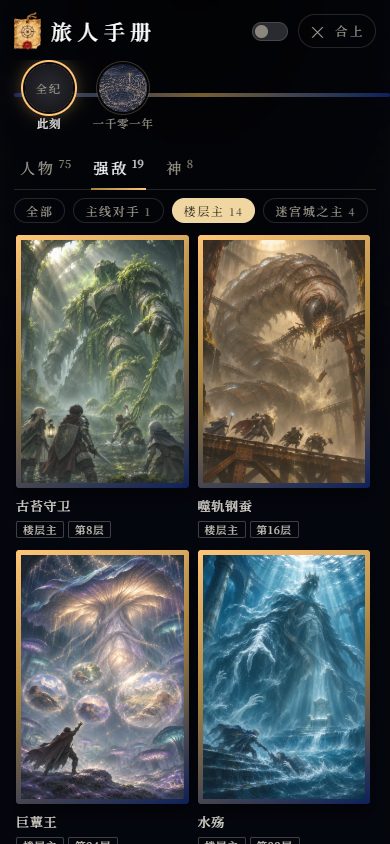 旅人手册
合上
全纪
此刻
一千零一年
人物 75
强敌 19
神 8
全部
主线对手 1
楼层主 14
迷宫城之主 4
古苔守卫
噬轨钢蚕
楼层主 第8层
楼层主 第16层
巨蕈王
水殇